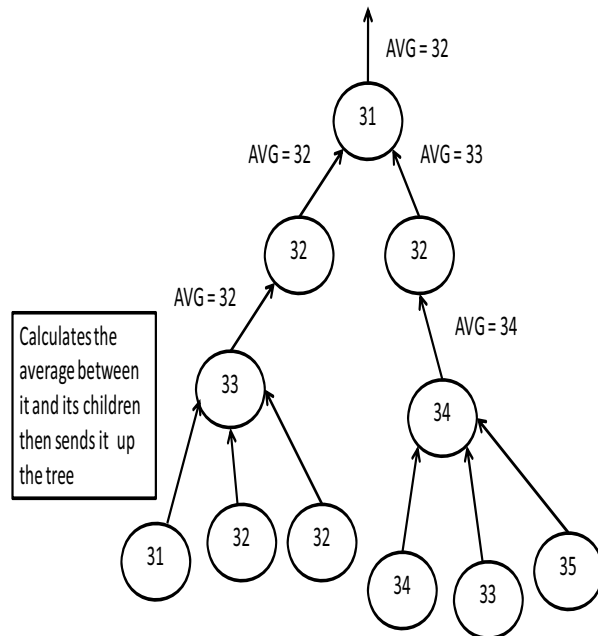 AVG = 32
31
AVG = 32
AVG = 33
32
32
AVG = 32
AVG = 34
Calculates the
average between
it and its children
then sends it up
the tree
33
34
31
32
32
34
33
35